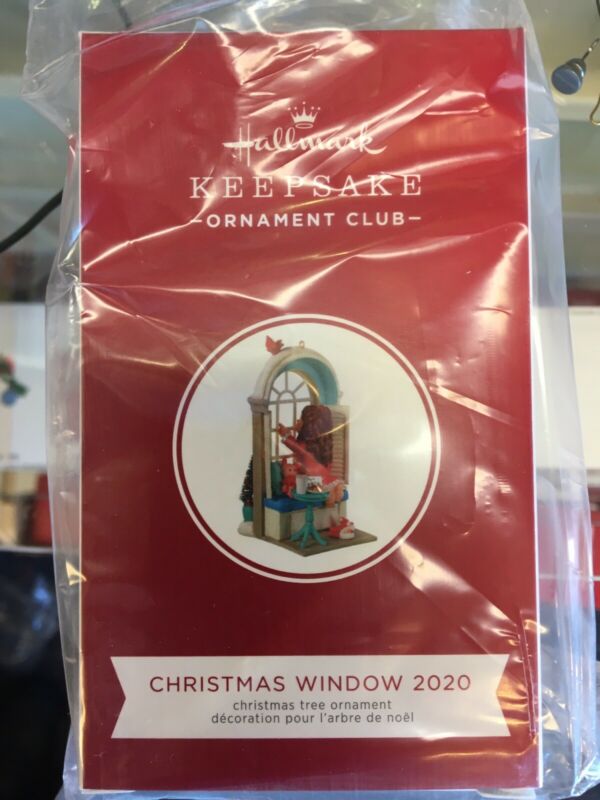 Hallmark
KEEPSAKE
-ORNAMENT CLUB-
CHRISTMAS WINDOW 2020
christmas tree ornament
décoration pour l'arbre de noël